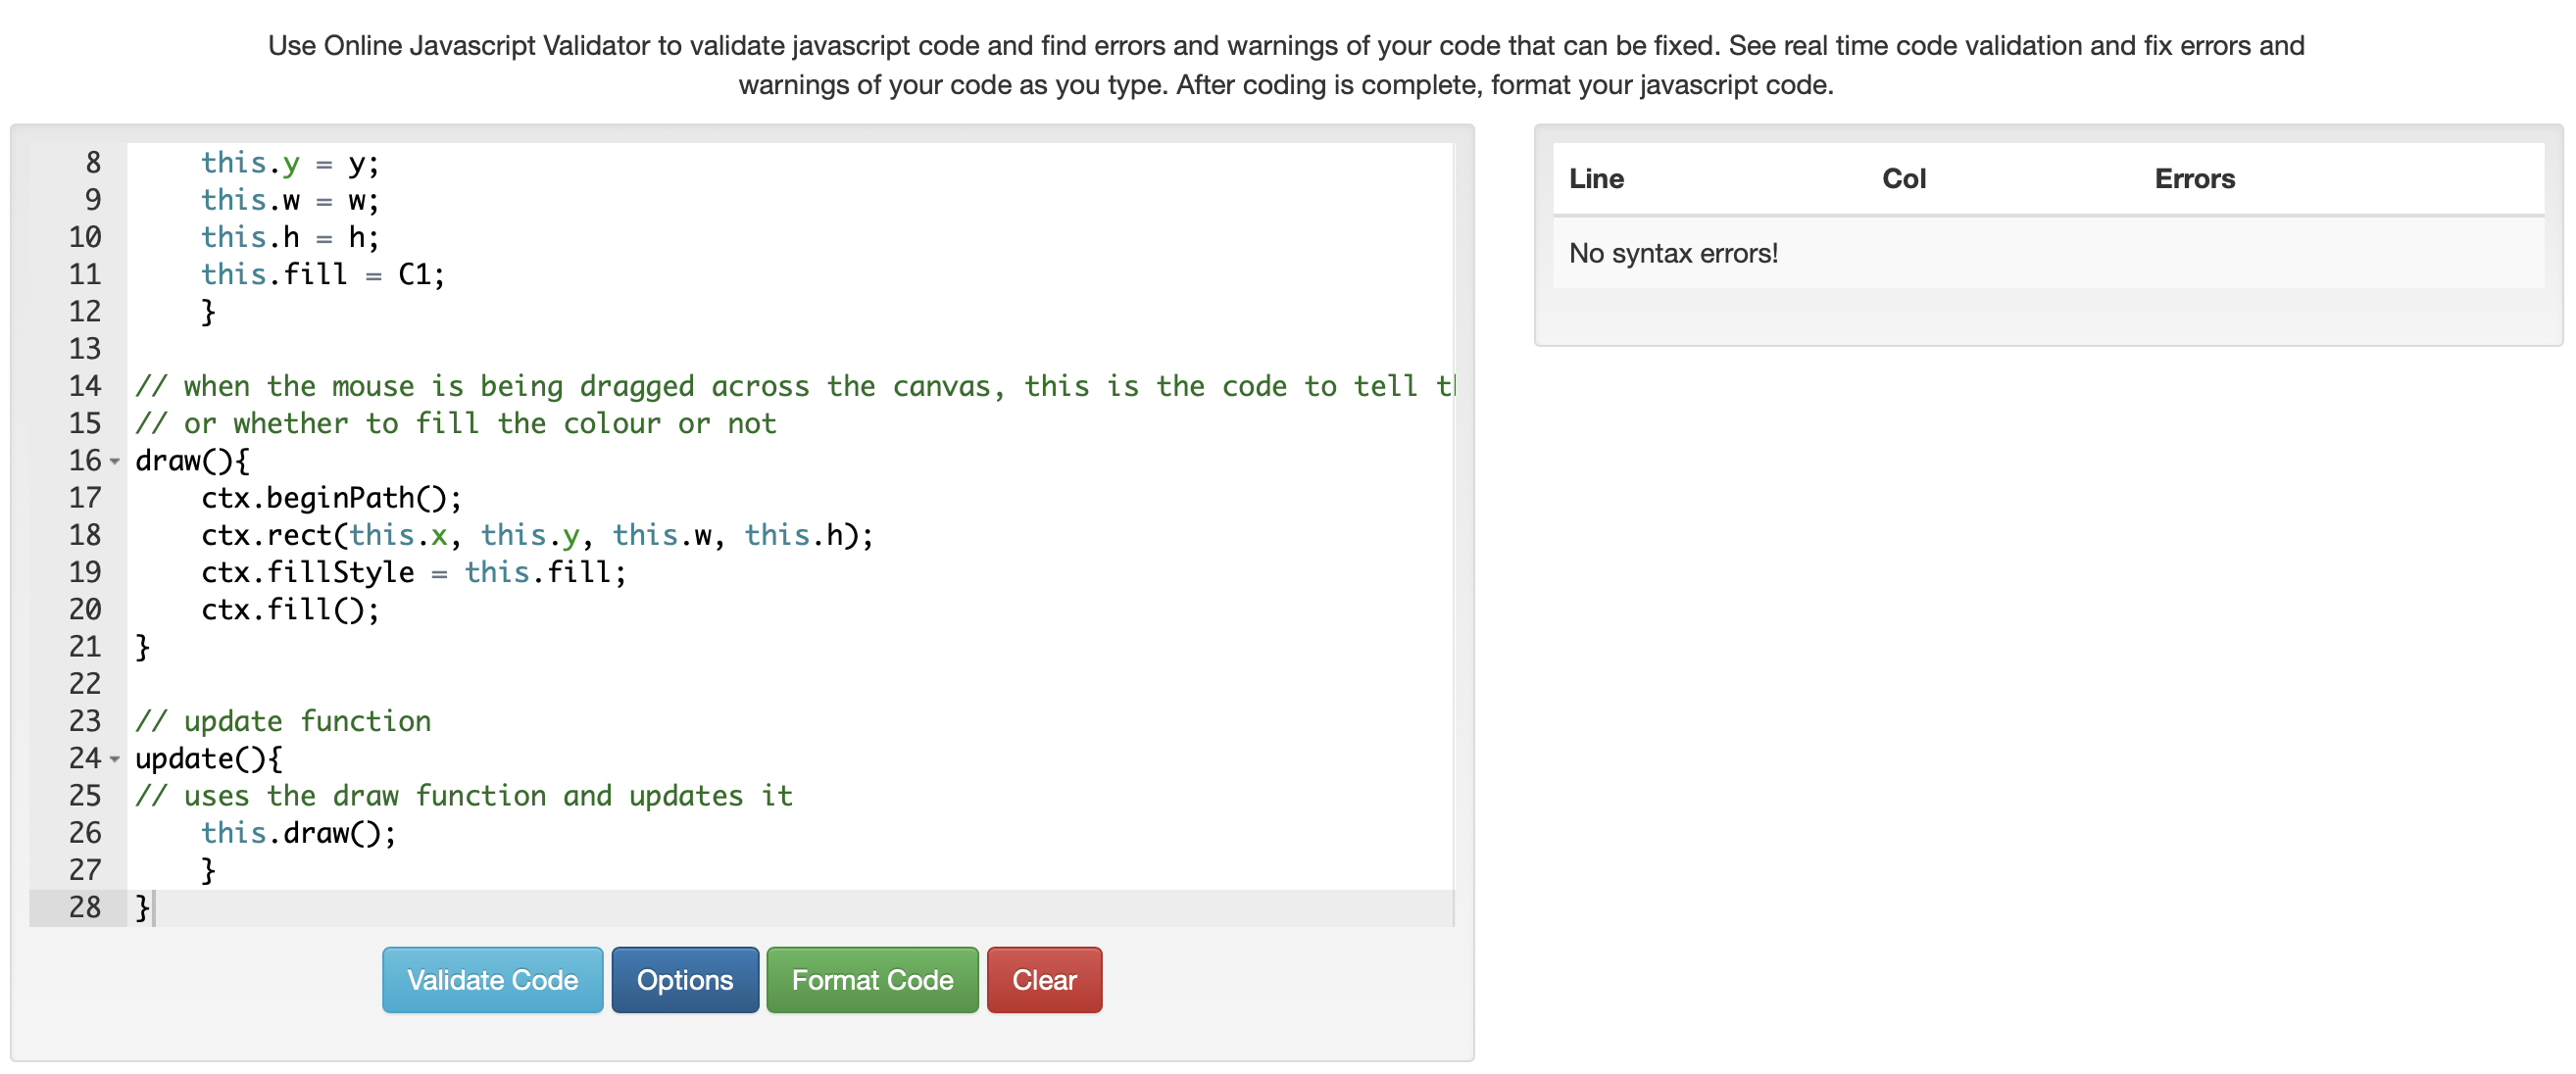 Use Online Javascript Validator to validate javascript code and find errors and warnings of your code that can be fixed. See real time code validation and fix errors and
warnings of your code as you type. After coding is complete, format your javascript code.
8 this.y = y;
9 this.w = w;
10 this.h = h;
11 this.fill = C1;
12 }
13
14 // when the mouse is being dragged across the canvas, this is the code to tell
15 // or whether to fill the colour or not
16 draw(){
17 ctx.beginPath();
18 ctx.rect(this.x, this.y, this.w, this.h);
19 ctx.fillStyle = this.fill;
20 ctx.fill();
21 }
22
23 // update function
24 update(){
25 // uses the draw function and updates it
26 this.draw();
27 }
28 }
Validate Code Options Format Code Clear
Line Col Errors
No syntax errors!